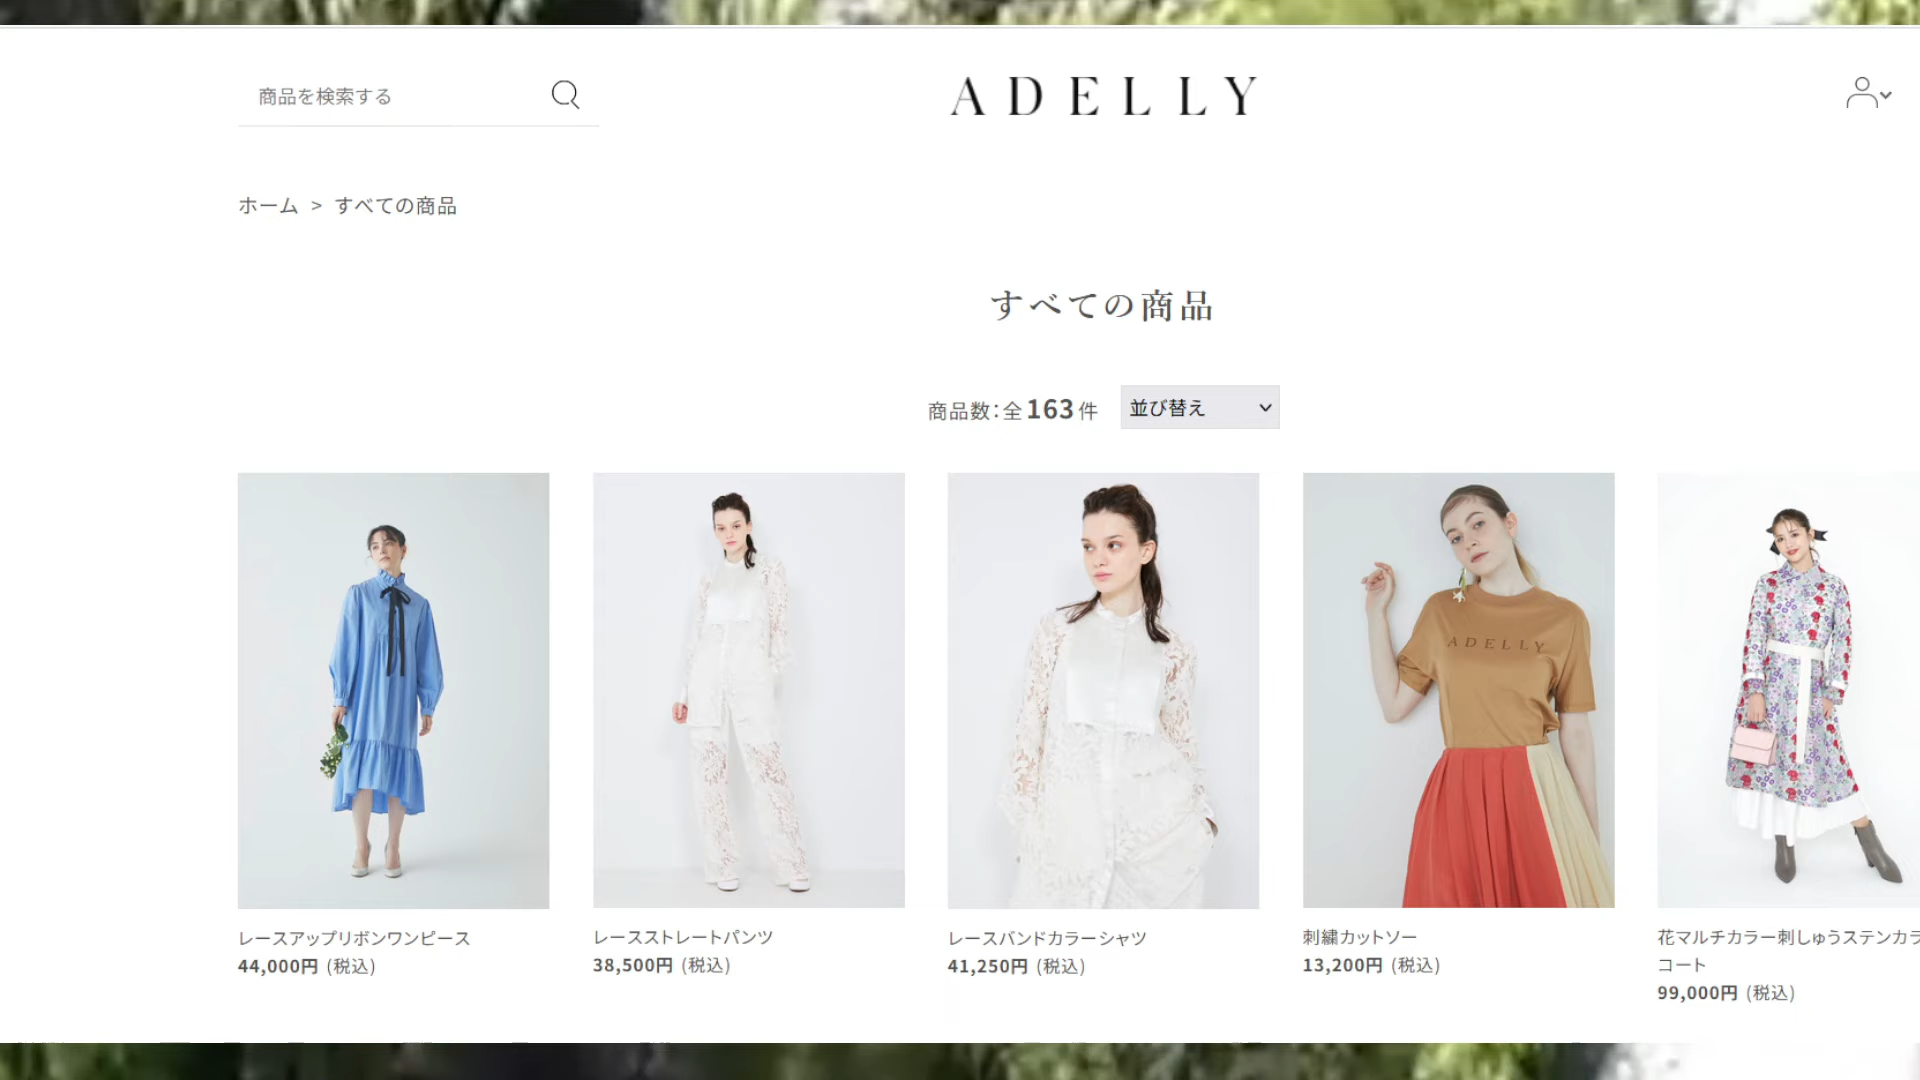 商品を検索する
ADELLY
ホーム > すべての商品
すべての商品
商品数：全163件
並び替え
ADELLY
レースアップリボンワンピース
44,000円 (税込)
レースストレートパンツ
38,500円 (税込)
レースバンドカラーシャツ
41,250円 (税込)
刺繍カットソー
13,200円 (税込)
花マルチカラー刺しゅうステンカラ
コート
99,000円 (税込)